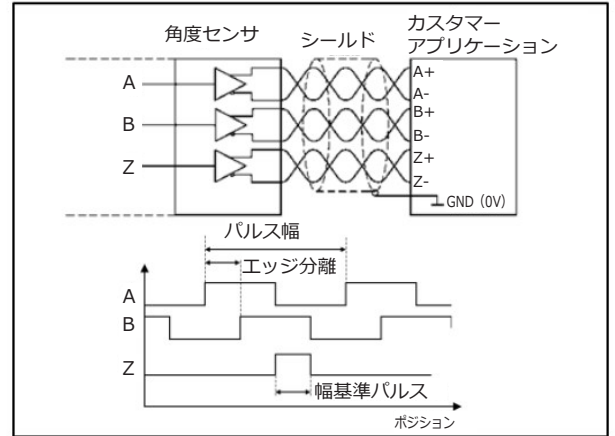 角度センサ
シールド
カスタマー
アプリケーション
A
B
Z
A+
A-
B+
B-
Z+
Z-
GND (0V)
パルス幅
エッジ分離
A
B
Z
幅基準パルス
ポジション